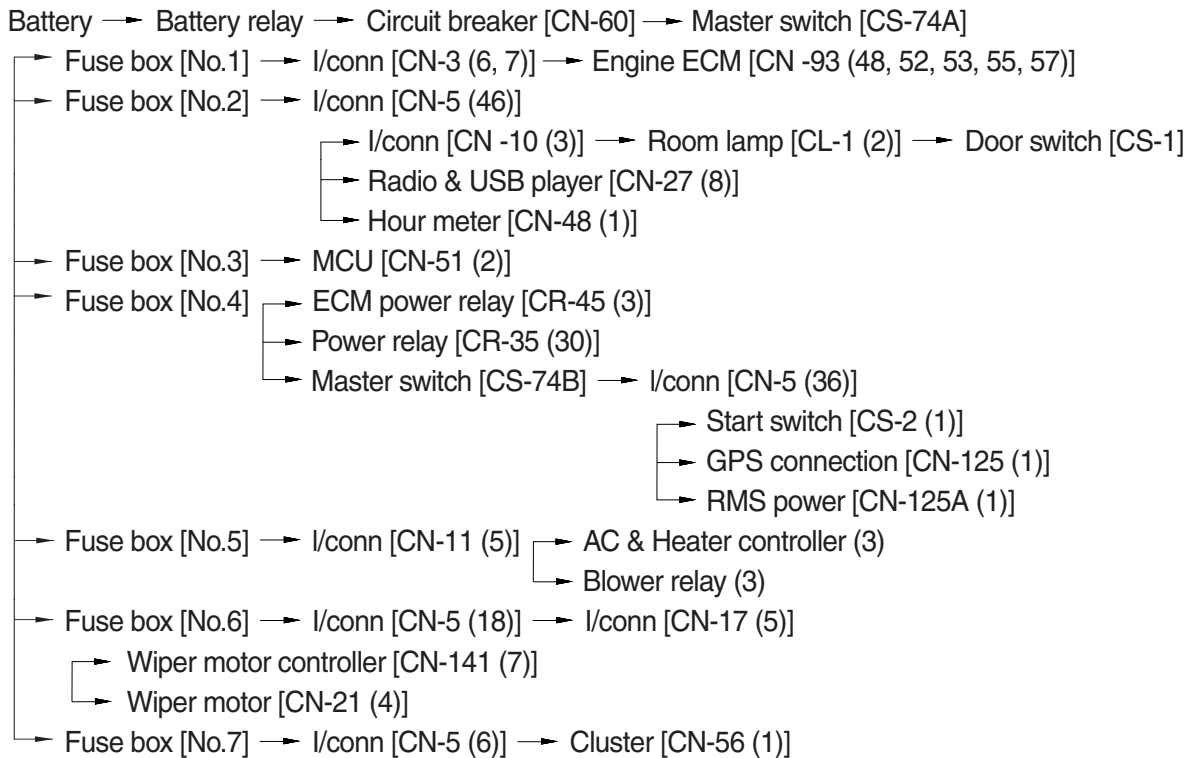 Battery → Battery relay → Circuit breaker [CN-60] → Master switch [CS-74A]
Fuse box [No.1] → I/conn [CN-3 (6, 7)] → Engine ECM [CN -93 (48, 52, 53, 55, 57)]
Fuse box [No.2] → I/conn [CN-5 (46)]
I/conn [CN -10 (3)] → Room lamp [CL-1 (2)] → Door switch [CS-1]
Radio & USB player [CN-27 (8)]
Hour meter [CN-48 (1)]
Fuse box [No.3] → MCU [CN-51 (2)]
Fuse box [No.4] → ECM power relay [CR-45 (3)]
Power relay [CR-35 (30)]
Master switch [CS-74B] → I/conn [CN-5 (36)]
Start switch [CS-2 (1)]
GPS connection [CN-125 (1)]
RMS power [CN-125A (1)]
Fuse box [No.5] → I/conn [CN-11 (5)] → AC & Heater controller (3)
Blower relay (3)
Fuse box [No.6] → I/conn [CN-5 (18)] → I/conn [CN-17 (5)]
Wiper motor controller [CN-141 (7)]
Wiper motor [CN-21 (4)]
Fuse box [No.7] → I/conn [CN-5 (6)] → Cluster [CN-56 (1)]